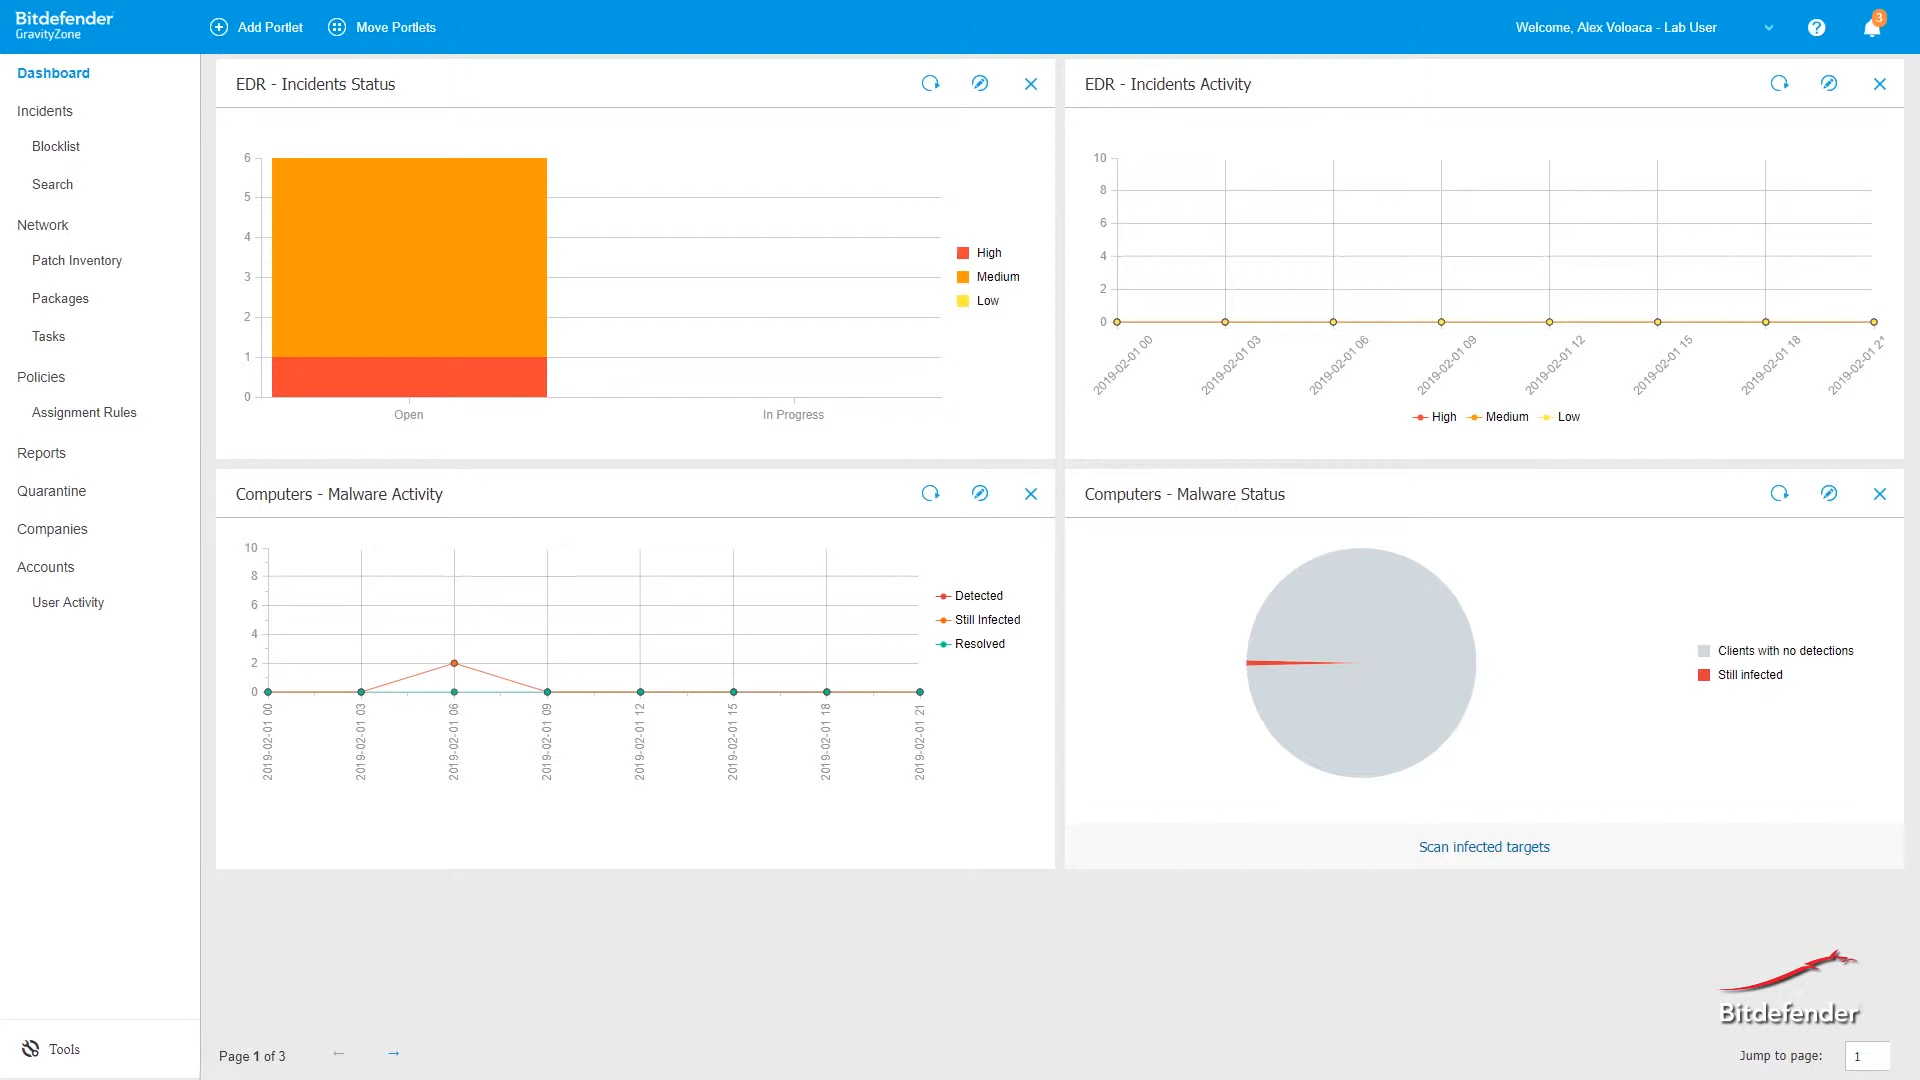 Bitdefender
GravityZone
Add Portlet
Move Portlets
Welcome, Alex Voloaca - Lab User
?
3
Dashboard
Incidents
Blocklist
Search
Network
Patch Inventory
Packages
Tasks
Policies
Assignment Rules
Reports
Quarantine
Companies
Accounts
User Activity
Tools
EDR - Incidents Status
6
5
4
3
2
1
0
Open
In Progress
High
Medium
Low
EDR - Incidents Activity
10
8
6
4
2
0
2019-02-01 00
2019-02-01 03
2019-02-01 06
2019-02-01 09
2019-02-01 12
2019-02-01 15
2019-02-01 18
2019-02-01 2
High Medium Low
Computers - Malware Activity
10
8
6
4
2
0
2019-02-01 00
2019-02-01 03
2019-02-01 06
2019-02-01 09
2019-02-01 12
2019-02-01 15
2019-02-01 18
2019-02-01 21
Detected
Still Infected
Resolved
Computers - Malware Status
Clients with no detections
Still infected
Scan infected targets
Bitdefender
Page 1 of 3
← →
Jump to page: 1